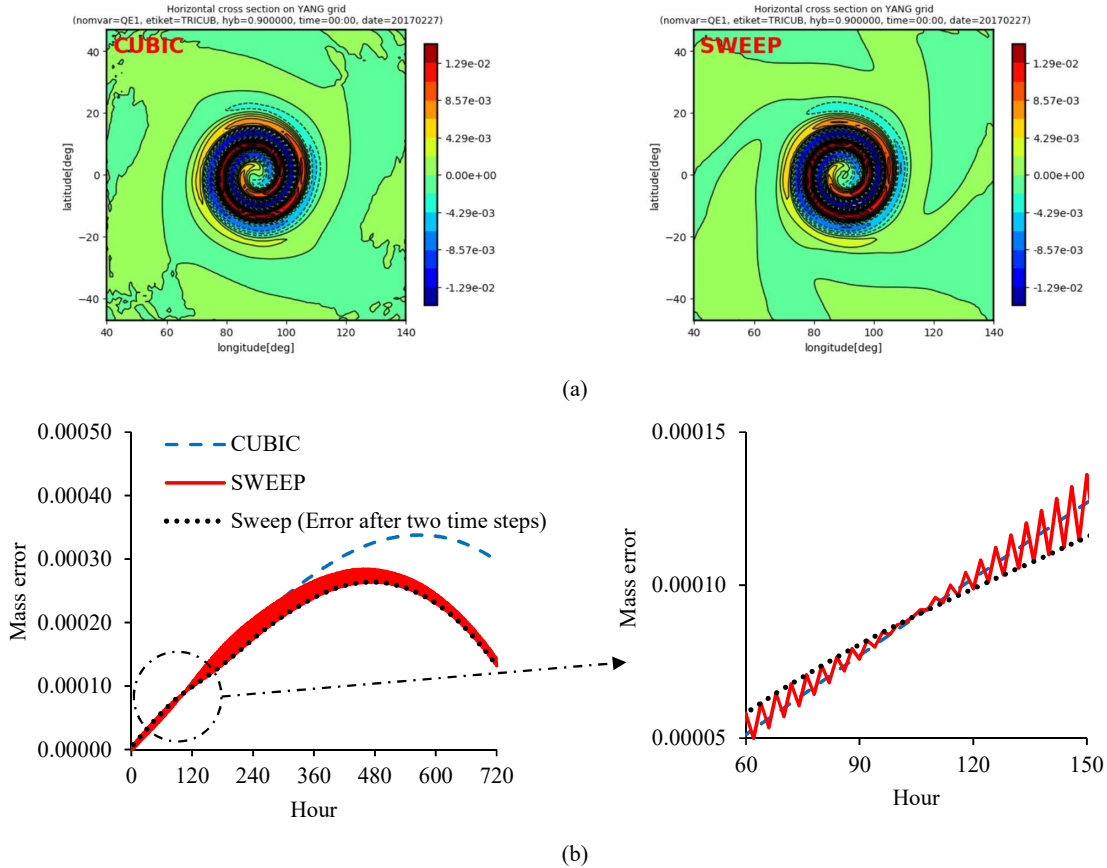 Horizontal cross section on YANG grid
(nomvar=QE1, etiket=TRICUB, hyb=0.900000, time=00:00, date=20170227)
CUBIC
latitude[deg]
40
20
0
−20
−40
40
60
80
100
120
140
longitude[deg]
1.29e-02
8.57e-03
4.29e-03
0.00e+00
-4.29e-03
-8.57e-03
-1.29e-02
Horizontal cross section on YANG grid
(nomvar=QE1, etiket=TRICUB, hyb=0.900000, time=00:00, date=20170227)
SWEEP
latitude[deg]
40
20
0
−20
−40
40
60
80
100
120
140
longitude[deg]
1.29e-02
8.57e-03
4.29e-03
0.00e+00
-4.29e-03
-8.57e-03
-1.29e-02
(a)
Mass error
0.00050
0.00040
0.00030
0.00020
0.00010
0.00000
CUBIC
SWEEP
Sweep (Error after two time steps)
0
120
240
360
480
600
720
Hour
Mass error
0.00015
0.00010
0.00005
60
90
120
150
Hour
(b)